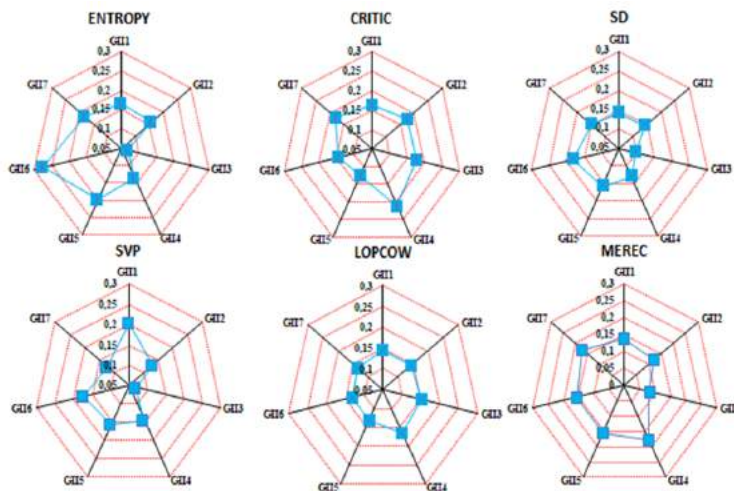 ENTROPY
GII1
0,3
0,25
0,2
0,15
0,1
0,05
GII2
GII3
GII4
GII5
GII6
GII7
CRITIC
GII1
0,3
0,25
0,2
0,15
0,1
0,05
GII2
GII3
GII4
GII5
GII6
GII7
SD
GII1
0,3
0,25
0,2
0,15
0,1
0,05
GII2
GII3
GII4
GII5
GII6
GII7
SVP
GII1
0,3
0,25
0,2
0,15
0,1
0,05
GII2
GII3
GII4
GII5
GII6
GII7
LOPCOW
GII1
0,3
0,25
0,2
0,15
0,1
0,05
GII2
GII3
GII4
GII5
GII6
GII7
MEREC
GII1
0,3
0,25
0,2
0,15
0,1
0,05
0
GII2
GII4
GII5
GII6
GII7